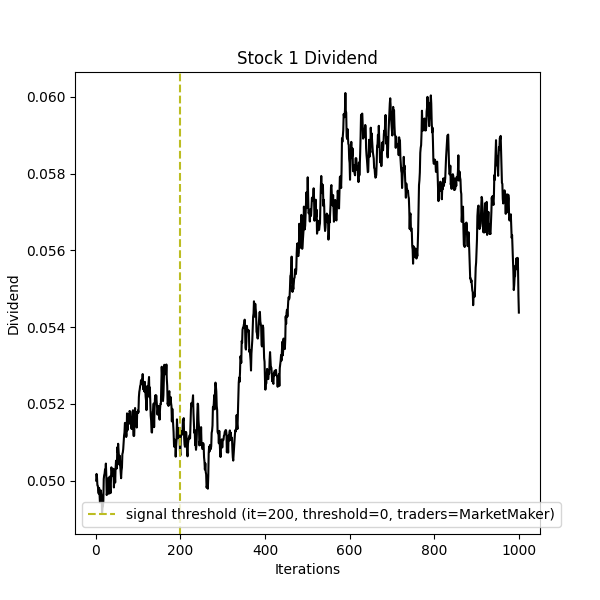 Stock 1 Dividend
0.060
0.058
0.056
0.054
0.052
0.050
Dividend
signal threshold (it=200, threshold=0, traders=MarketMaker)
0 200 400 600 800 1000
Iterations